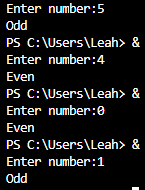 Enter number:5
Odd
PS C:\Users\Leah> &
Enter number:4
Even
PS C:\Users\Leah> &
Enter number:0
Even
PS C:\Users\Leah> &
Enter number:1
Odd